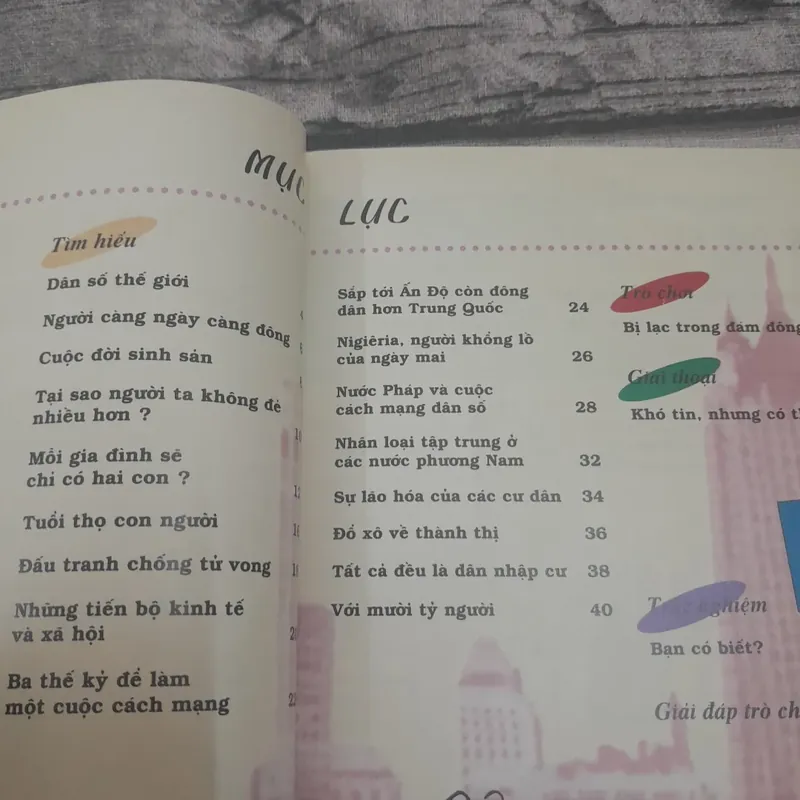 MỤC LỤC
Tìm hiểu
Dân số thế giới
Người càng ngày càng đông
Cuộc đời sinh sản
Tại sao người ta không đẻ
nhiều hơn ?
Mỗi gia đình sẽ
chỉ có hai con ?
Tuổi thọ con người
Đấu tranh chống tử vong
Những tiến bộ kinh tế
và xã hội
Ba thế kỷ để làm
một cuộc cách mạng
Sắp tới Ấn Độ còn đông
dân hơn Trung Quốc 24
Nigiêria, người khổng lồ
của ngày mai 26
Nước Pháp và cuộc
cách mạng dân số 28
Nhân loại tập trung ở
các nước phương Nam 32
Sự lão hóa của các cư dân 34
Đổ xô về thành thị 36
Tất cả đều là dân nhập cư 38
Với mười tỷ người 40
Trò chơi
Bị lạc trong đám đông
Giai thoại
Khó tin, nhưng có
Trắc nghiệm
Bạn có biết?
Giải đáp trò